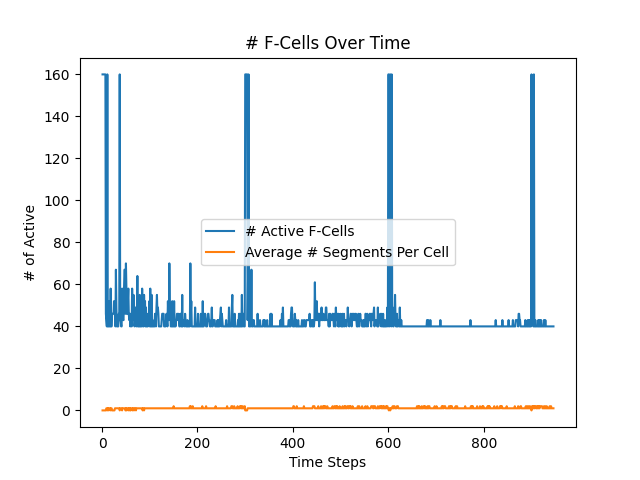 # F-Cells Over Time
160
140
120
100
80
60
40
20
0
# of Active
# Active F-Cells
Average # Segments Per Cell
0 200 400 600 800
Time Steps